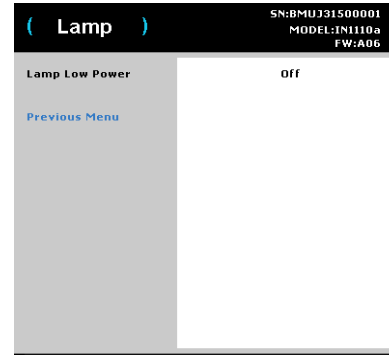 ( Lamp )
SN:BMUJ31500001
MODEL:IN1110a
FW:A06
Lamp Low Power Off
Previous Menu